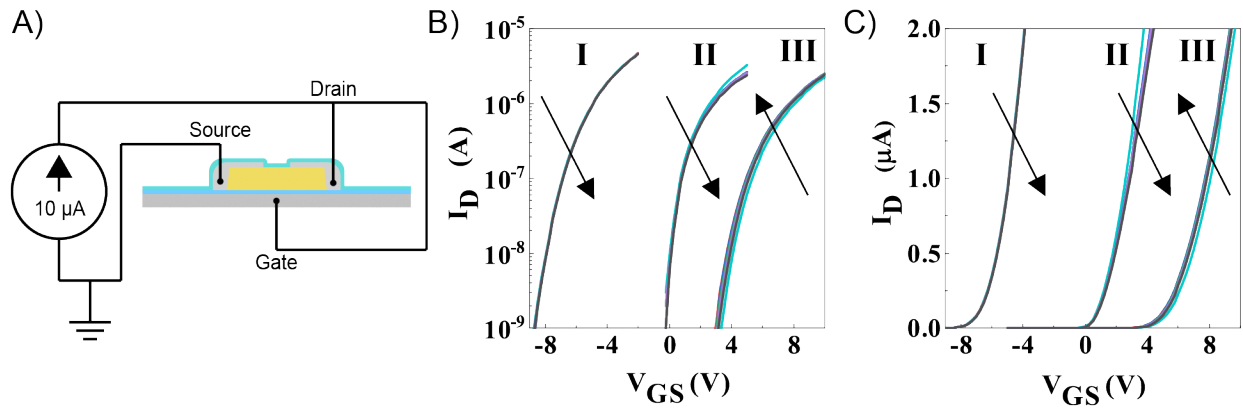 A)
Drain
Source
10 µA
Gate
B)
I_D (A)
10^-5
10^-6
10^-7
10^-8
10^-9
I
II
III
-8
-4
0
4
8
V_GS (V)
C)
I_D (µA)
2.0
1.5
1.0
0.5
0.0
I
II
III
-8
-4
0
4
8
V_GS (V)